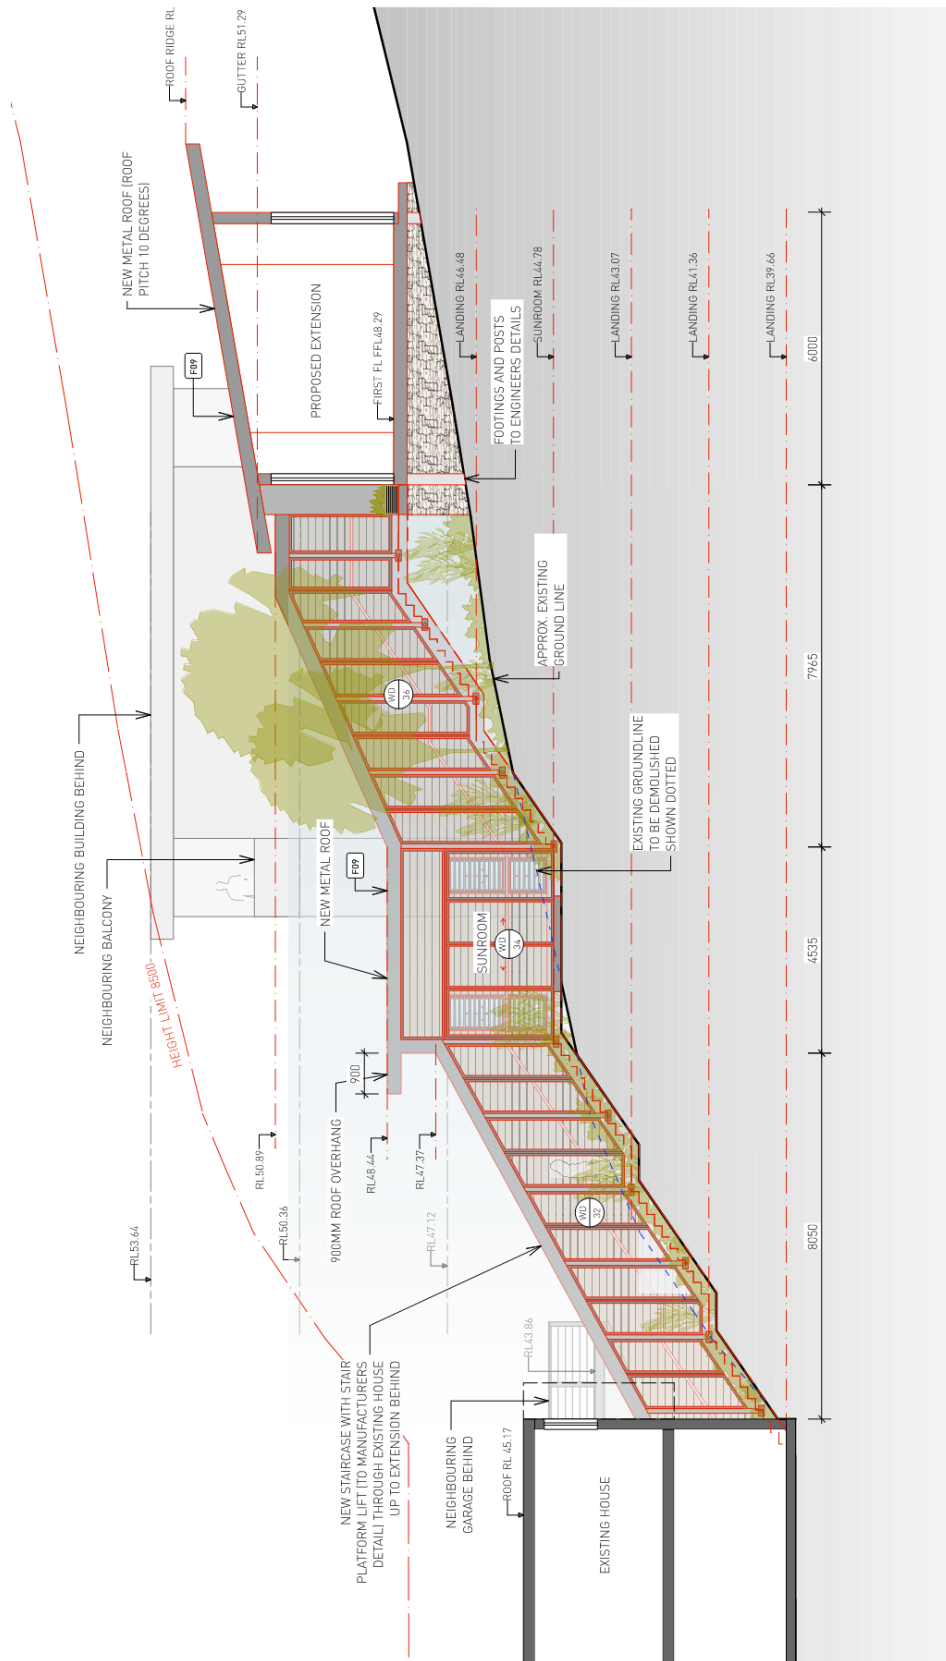 ROOF RIDGE RL
GUTTER RL51.29
NEW METAL ROOF (ROOF
PITCH 10 DEGREES)
F09
PROPOSED EXTENSION
FIRST FL FFL48.29
LANDING RL46.48
SUNROOM RL44.78
LANDING RL43.07
LANDING RL41.36
LANDING RL39.66
FOOTINGS AND POSTS
TO ENGINEERS DETAILS
6000
APPROX. EXISTING
GROUND LINE
7965
WD
36
EXISTING GROUNDLINE
TO BE DEMOLISHED
SHOWN DOTTED
NEIGHBOURING BUILDING BEHIND
NEIGHBOURING BALCONY
NEW METAL ROOF
F09
SUNROOM
WD
34
4535
HEIGHT LIMIT 8500
900
900MM ROOF OVERHANG
RL53.64
RL50.89
RL50.36
RL48.44
RL47.37
RL47.12
WD
32
8050
RL43.86
NEW STAIRCASE WITH STAIR
PLATFORM LIFT (TO MANUFACTURERS
DETAIL) THROUGH EXISTING HOUSE
UP TO EXTENSION BEHIND
NEIGHBOURING
GARAGE BEHIND
ROOF RL 45.17
EXISTING HOUSE